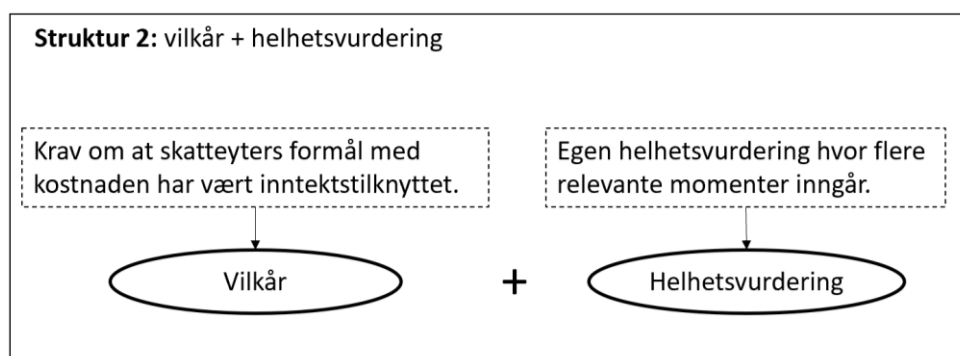 Struktur 2: vilkår + helhetsvurdering
Krav om at skatteyters formål med
kostnaden har vært inntektstilknyttet.
Egen helhetsvurdering hvor flere
relevante momenter inngår.
Vilkår
+
Helhetsvurdering